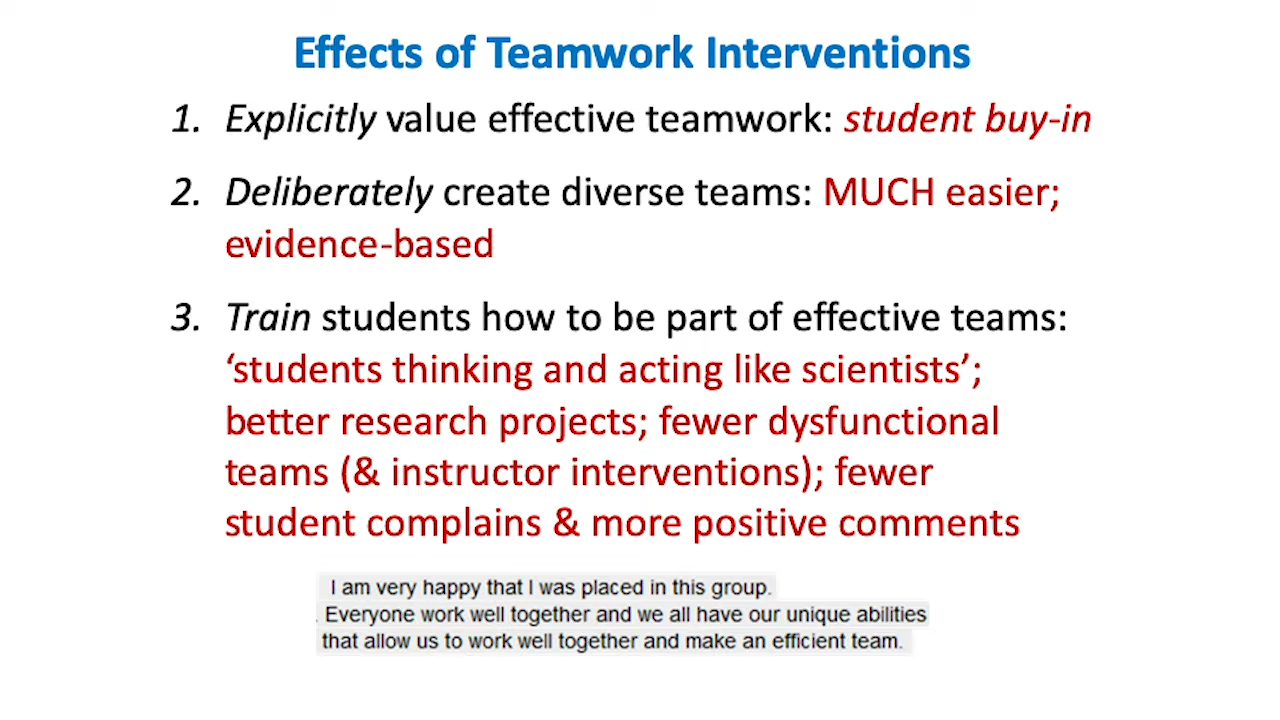 Effects of Teamwork Interventions
1. Explicitly value effective teamwork: student buy-in
2. Deliberately create diverse teams: MUCH easier;
evidence-based
3. Train students how to be part of effective teams:
‘students thinking and acting like scientists’;
better research projects; fewer dysfunctional
teams (& instructor interventions); fewer
student complains & more positive comments
I am very happy that I was placed in this group.
. Everyone work well together and we all have our unique abilities
that allow us to work well together and make an efficient team.